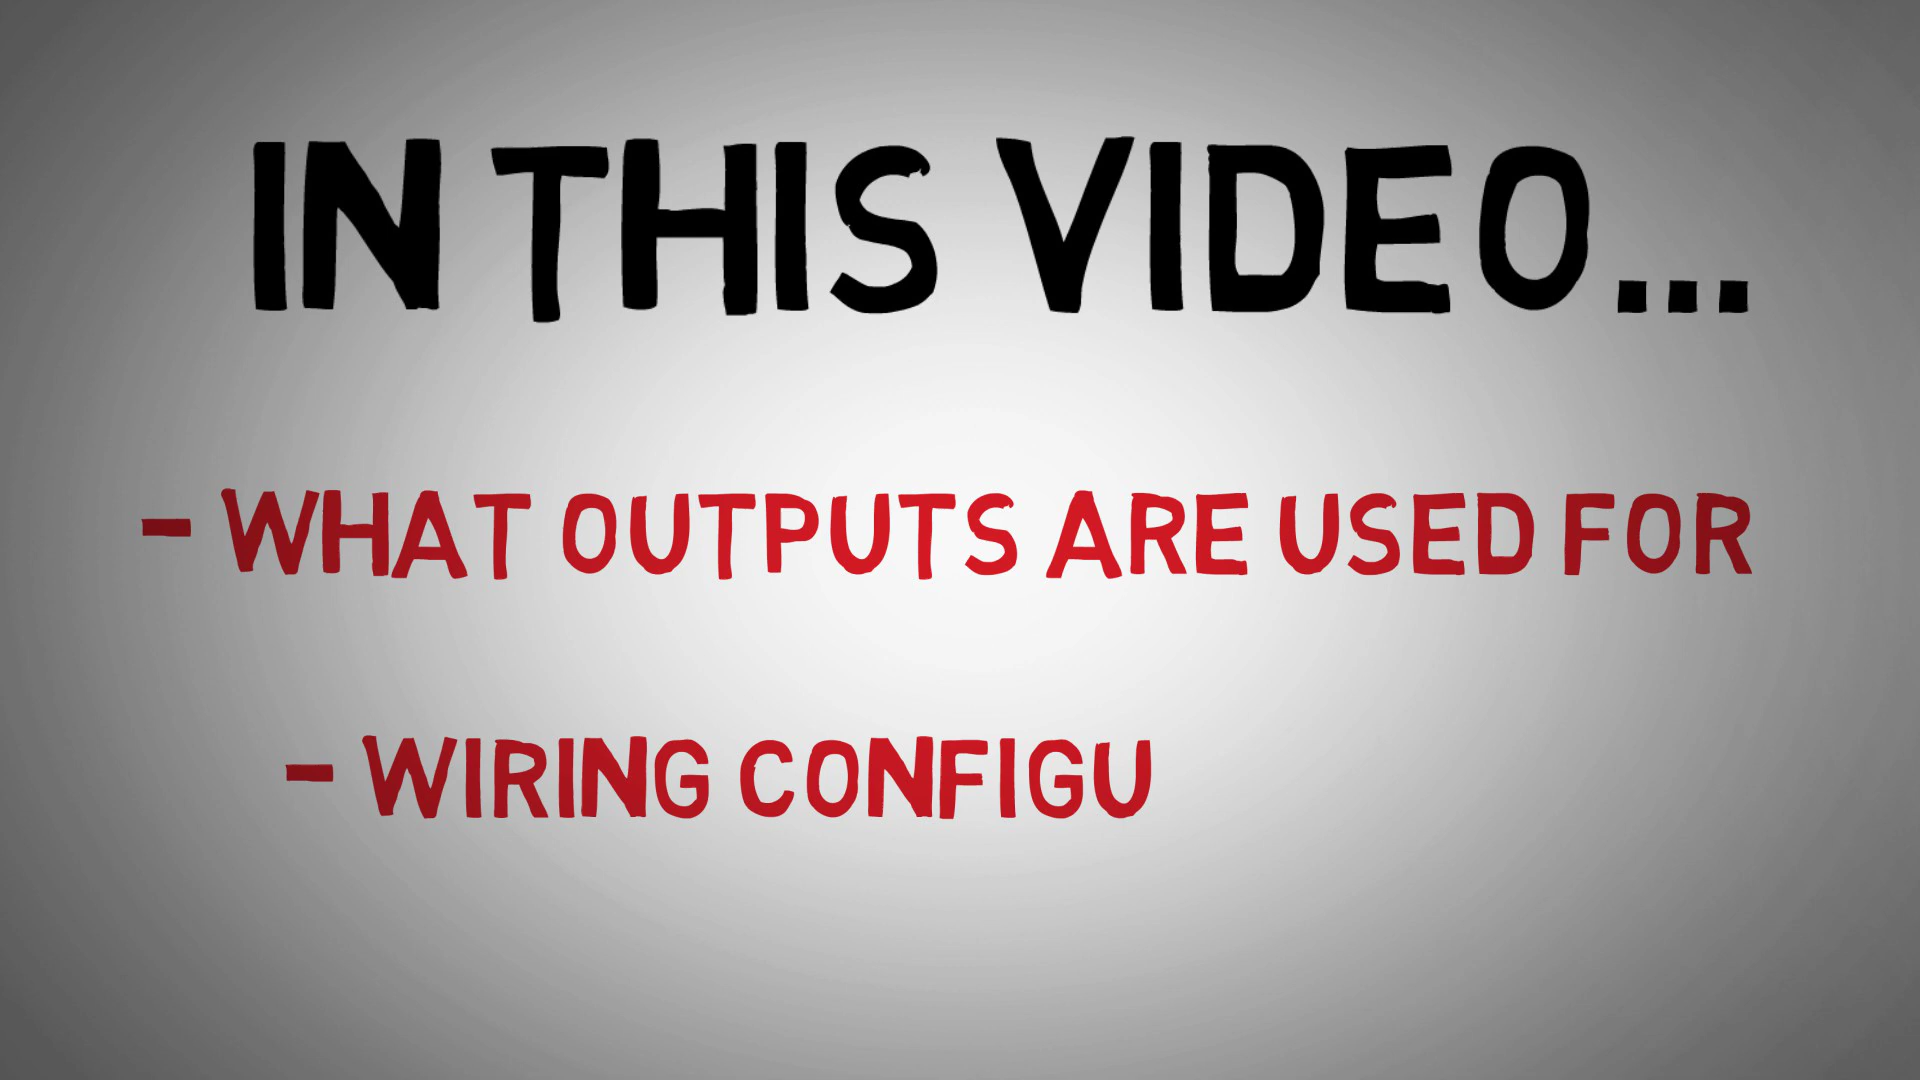 IN THIS VIDEO...
- WHAT OUTPUTS ARE USED FOR
- WIRING CONFIGU